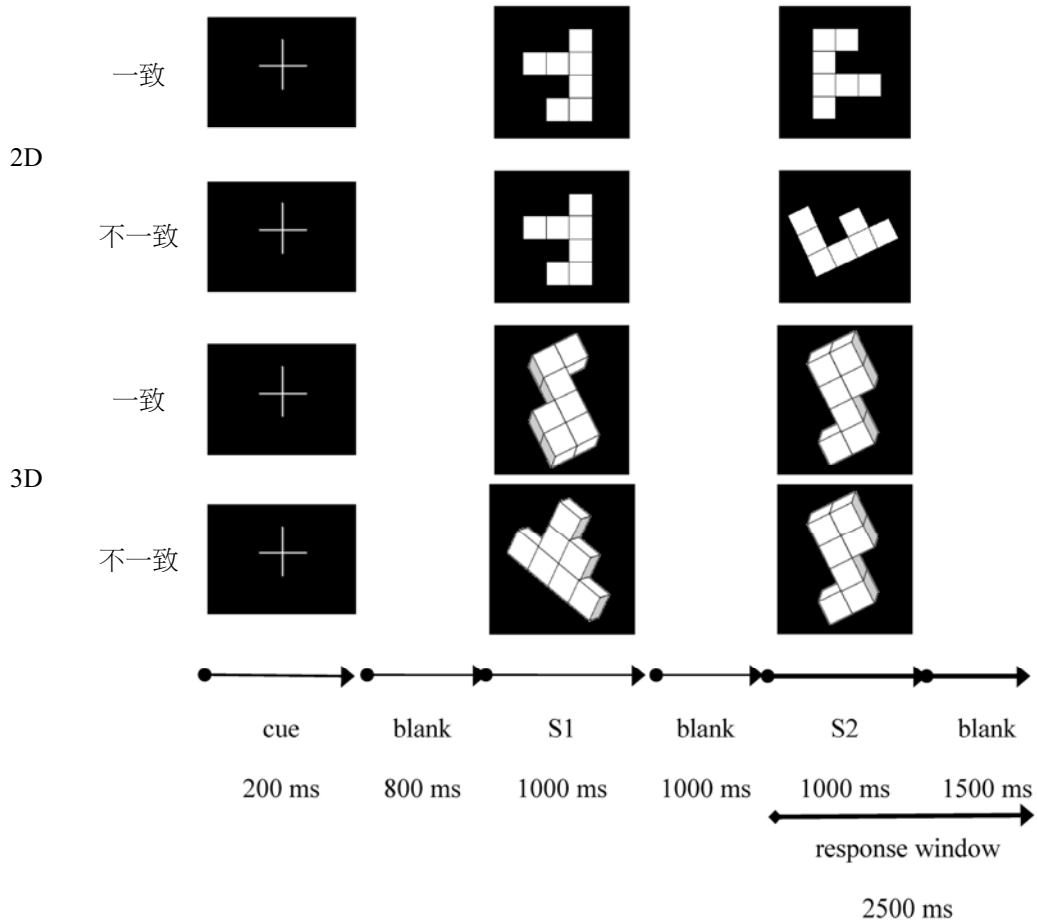 一致
2D
不一致
一致
3D
不一致
cue blank S1 blank S2 blank
200 ms 800 ms 1000 ms 1000 ms 1000 ms 1500 ms
response window
2500 ms